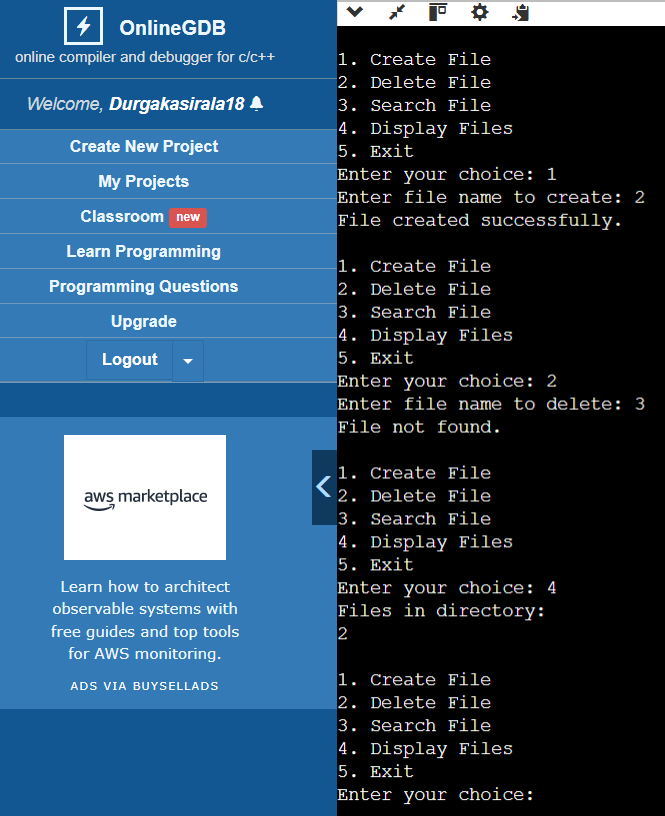 OnlineGDB
online compiler and debugger for c/c++
Welcome, Durgakasirala18
Create New Project
My Projects
Classroom new
Learn Programming
Programming Questions
Upgrade
Logout
aws marketplace
Learn how to architect
observable systems with
free guides and top tools
for AWS monitoring.
ADS VIA BUYSELLADS
1. Create File
2. Delete File
3. Search File
4. Display Files
5. Exit
Enter your choice: 1
Enter file name to create: 2
File created successfully.
1. Create File
2. Delete File
3. Search File
4. Display Files
5. Exit
Enter your choice: 2
Enter file name to delete: 3
File not found.
1. Create File
2. Delete File
3. Search File
4. Display Files
5. Exit
Enter your choice: 4
Files in directory:
2
1. Create File
2. Delete File
3. Search File
4. Display Files
5. Exit
Enter your choice: